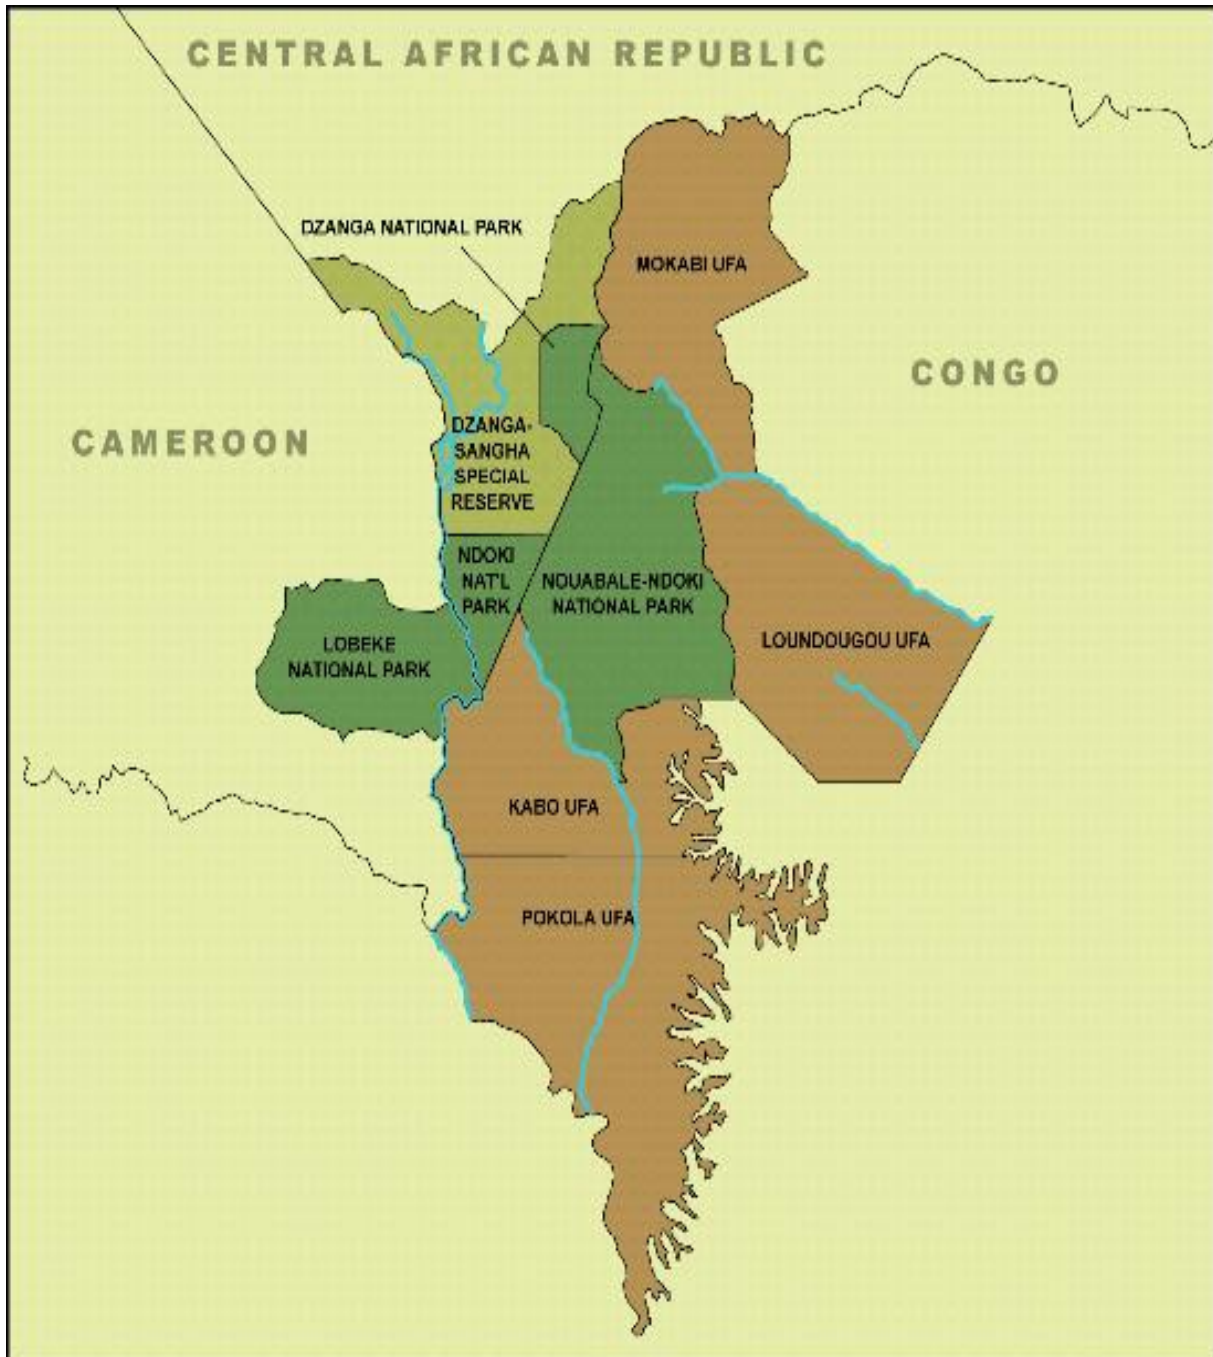 CENTRAL AFRICAN REPUBLIC
DZANGA NATIONAL PARK
MOKABI UFA
CONGO
CAMEROON
DZANGA-
SANGHA
SPECIAL
RESERVE
NDOKI
NAT'L
PARK
NOUABALE-NDOKI
NATIONAL PARK
LOBEKE
NATIONAL PARK
LOUNDOUGOU UFA
KABO UFA
POKOLA UFA